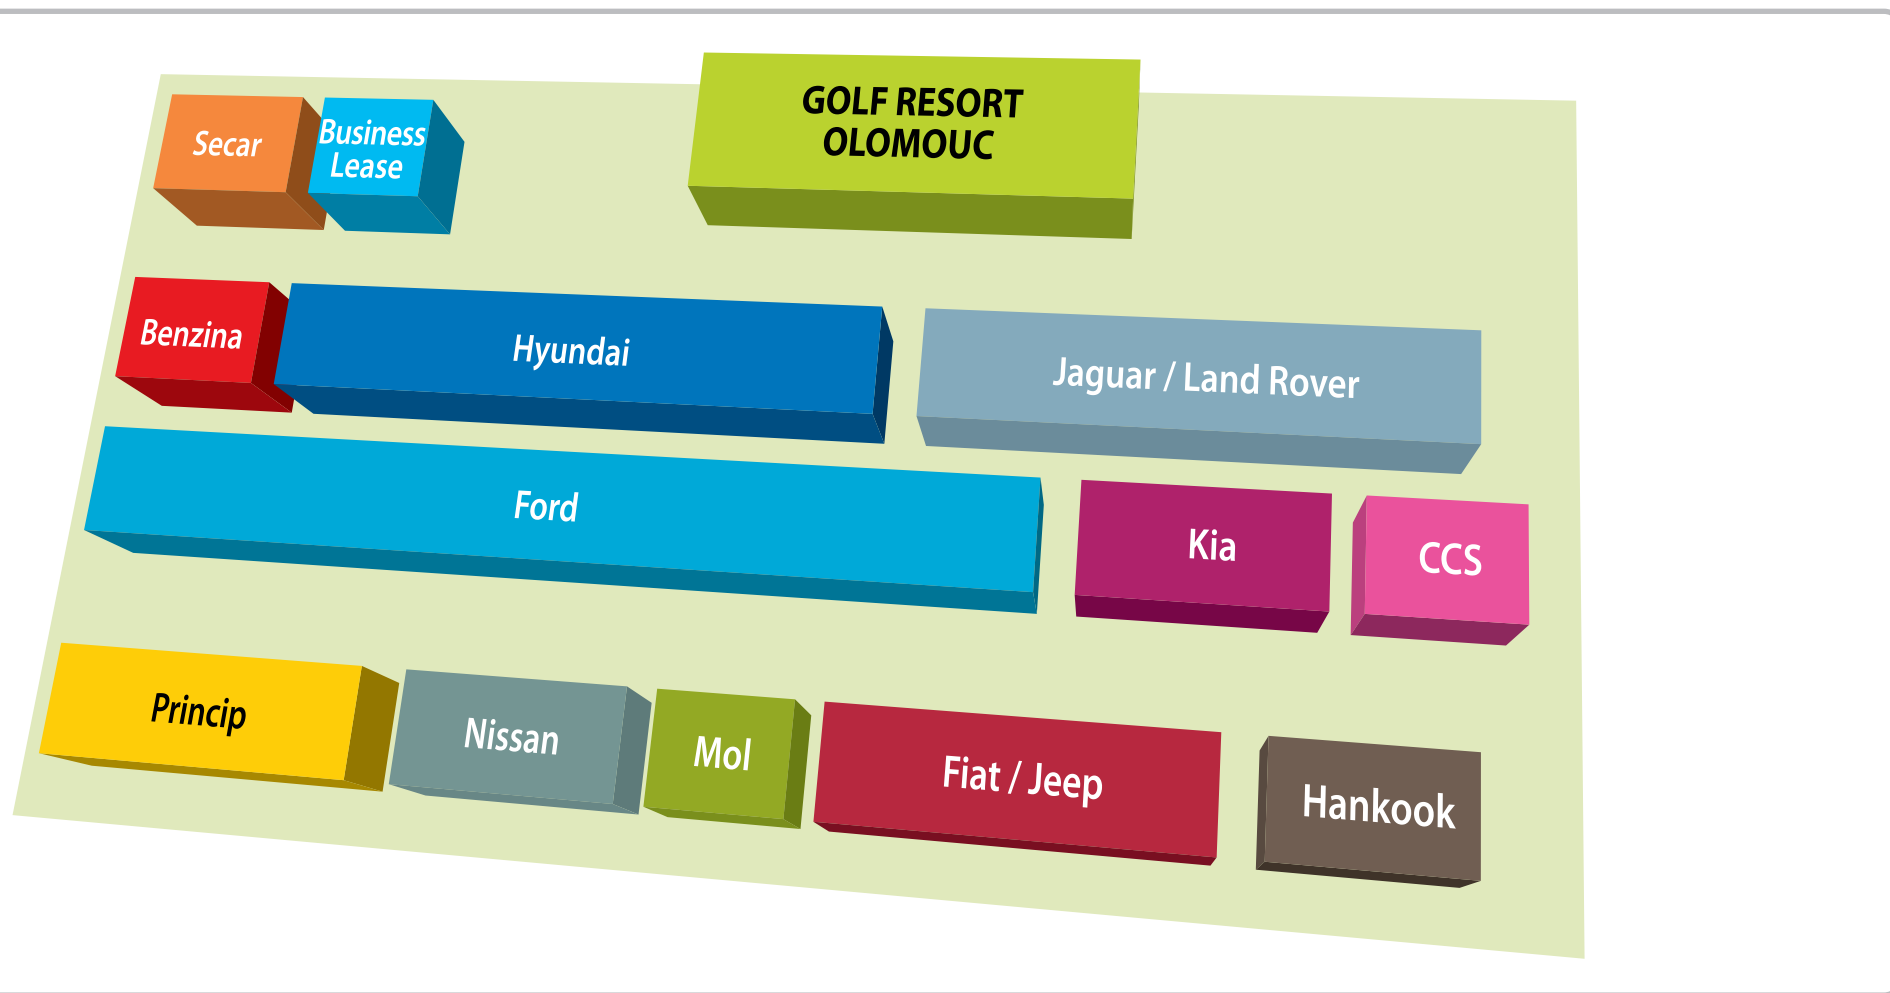 GOLF RESORT
OLOMOUC
Secar
Business
Lease
Benzina
Hyundai
Jaguar / Land Rover
Ford
Kia
CCS
Princip
Nissan
Mol
Fiat / Jeep
Hankook